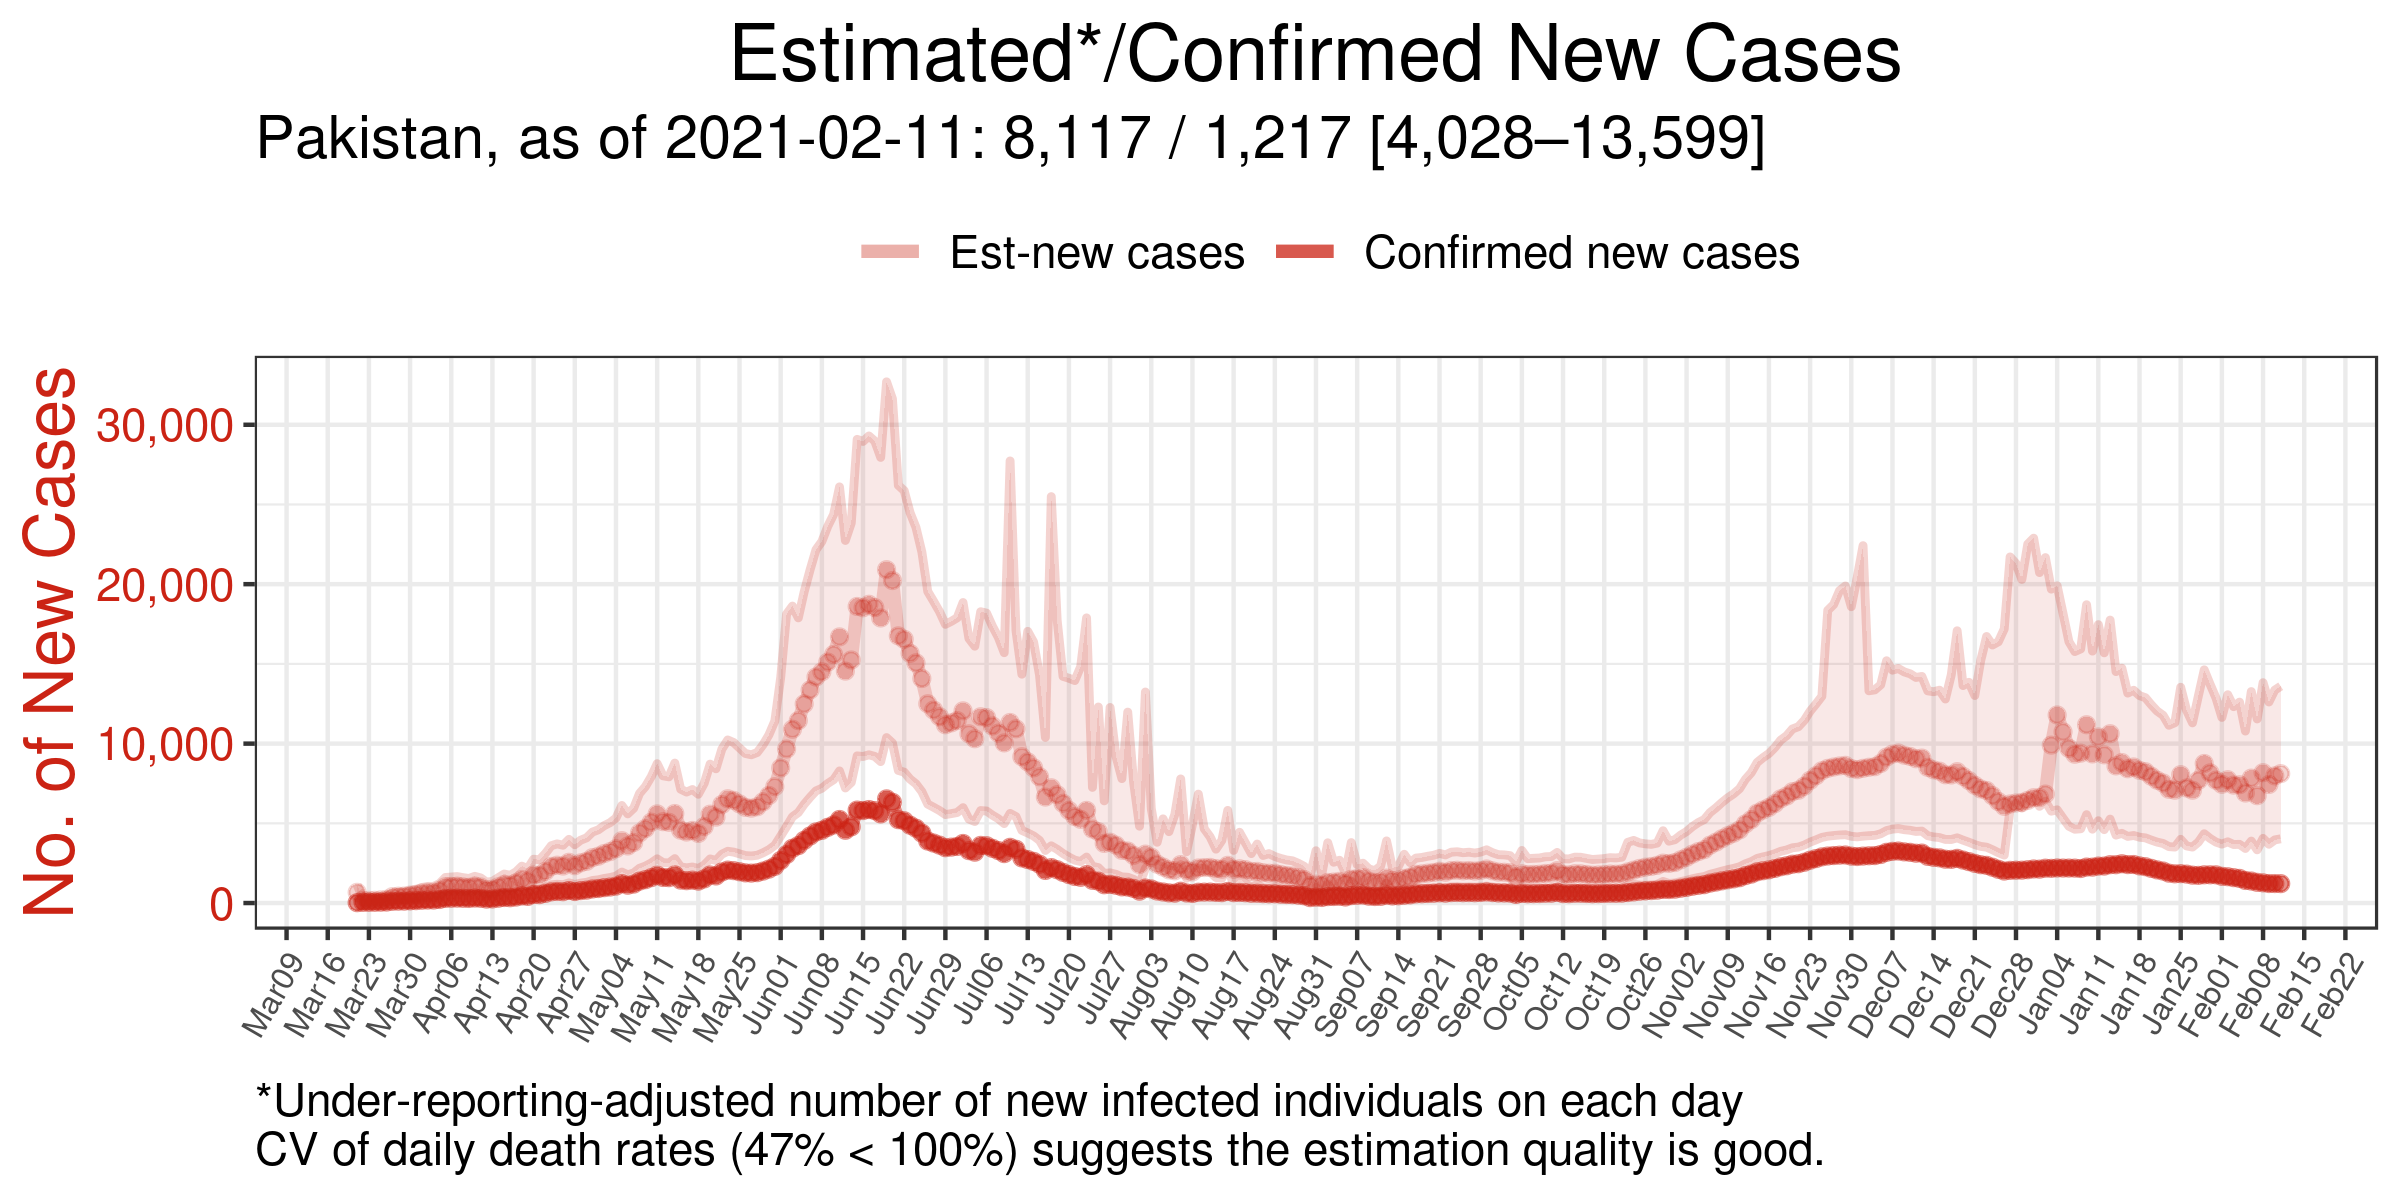 Estimated*/Confirmed New Cases
Pakistan, as of 2021-02-11: 8,117 / 1,217 [4,028–13,599]
Est-new cases Confirmed new cases
No. of New Cases
30,000
20,000
10,000
0
Mar09 Mar16 Mar23 Mar30 Apr06 Apr13 Apr20 Apr27 May04 May11 May18 May25 Jun01 Jun08 Jun15 Jun22 Jun29 Jul06 Jul13 Jul20 Jul27 Aug03 Aug10 Aug17 Aug24 Aug31 Sep07 Sep14 Sep21 Sep28 Oct05 Oct12 Oct19 Oct26 Nov02 Nov09 Nov16 Nov23 Nov30 Dec07 Dec14 Dec21 Dec28 Jan04 Jan11 Jan18 Jan25 Feb01 Feb08 Feb15 Feb22
*Under-reporting-adjusted number of new infected individuals on each day
CV of daily death rates (47% < 100%) suggests the estimation quality is good.